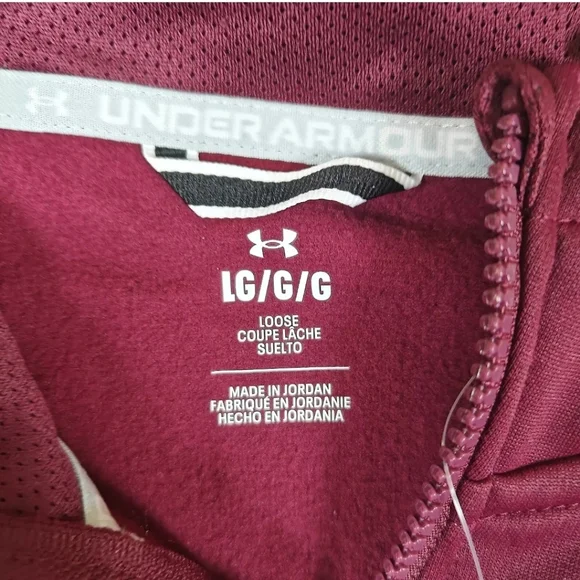 UNDER ARMOUR
LG/G/G
LOOSE
COUPE LÂCHE
SUELTO
MADE IN JORDAN
FABRIQUÉ EN JORDANIE
HECHO EN JORDANIA